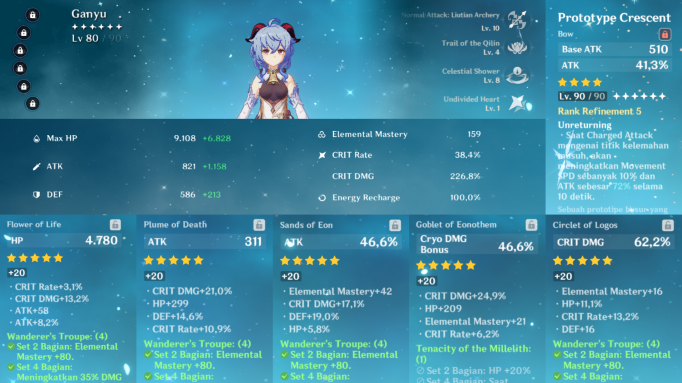 Ganyu
Lv 80 / 90
Normal Attack: Liutian Archery
Lv. 10
Trail of the Qilin
Lv. 4
Celestial Shower
Lv. 8
Undivided Heart
Lv. 1
Prototype Crescent
Bow
Base ATK 510
ATK 41,3%
Lv. 90 / 90
Rank Refinement 5
Unreturning
• Saat Charged Attack
mengenai titik kelemahan
musuh, akan
meningkatkan Movement
SPD sebanyak 10% dan
ATK sebesar 72% selama
10 detik.
Max HP 9.108 +6.828
ATK 821 +1.158
DEF 586 +213
Elemental Mastery 159
CRIT Rate 38,4%
CRIT DMG 226,8%
Energy Recharge 100,0%
Flower of Life
HP 4.780
+20
• CRIT Rate+3,1%
• CRIT DMG+13,2%
• ATK+58
• ATK+8,2%
Wanderer's Troupe: (4)
Set 2 Bagian: Elemental
Mastery +80.
Set 4 Bagian:
Meningkatkan 35% DMG
Plume of Death
ATK 311
+20
• CRIT DMG+21,0%
• HP+299
• DEF+14,6%
• CRIT Rate+10,9%
Wanderer's Troupe: (4)
Set 2 Bagian: Elemental
Mastery +80.
Set 4 Bagian:
Sands of Eon
ATK 46,6%
+20
• Elemental Mastery+42
• CRIT DMG+17,1%
• DEF+19,0%
• HP+5,8%
Wanderer's Troupe: (4)
Set 2 Bagian: Elemental
Mastery +80.
Set 4 Bagian:
Goblet of Eonothem
Cryo DMG
Bonus 46,6%
+20
• CRIT DMG+24,9%
• HP+209
• Elemental Mastery+21
• CRIT Rate+6,2%
Tenacity of the Millelith:
(1)
Set 2 Bagian: HP +20%
Set 4 Bagian: Saat
Circlet of Logos
CRIT DMG 62,2%
+20
• Elemental Mastery+16
• HP+11,1%
• CRIT Rate+13,2%
• DEF+16
Wanderer's Troupe: (4)
Set 2 Bagian: Elemental
Mastery +80.
Set 4 Bagian: